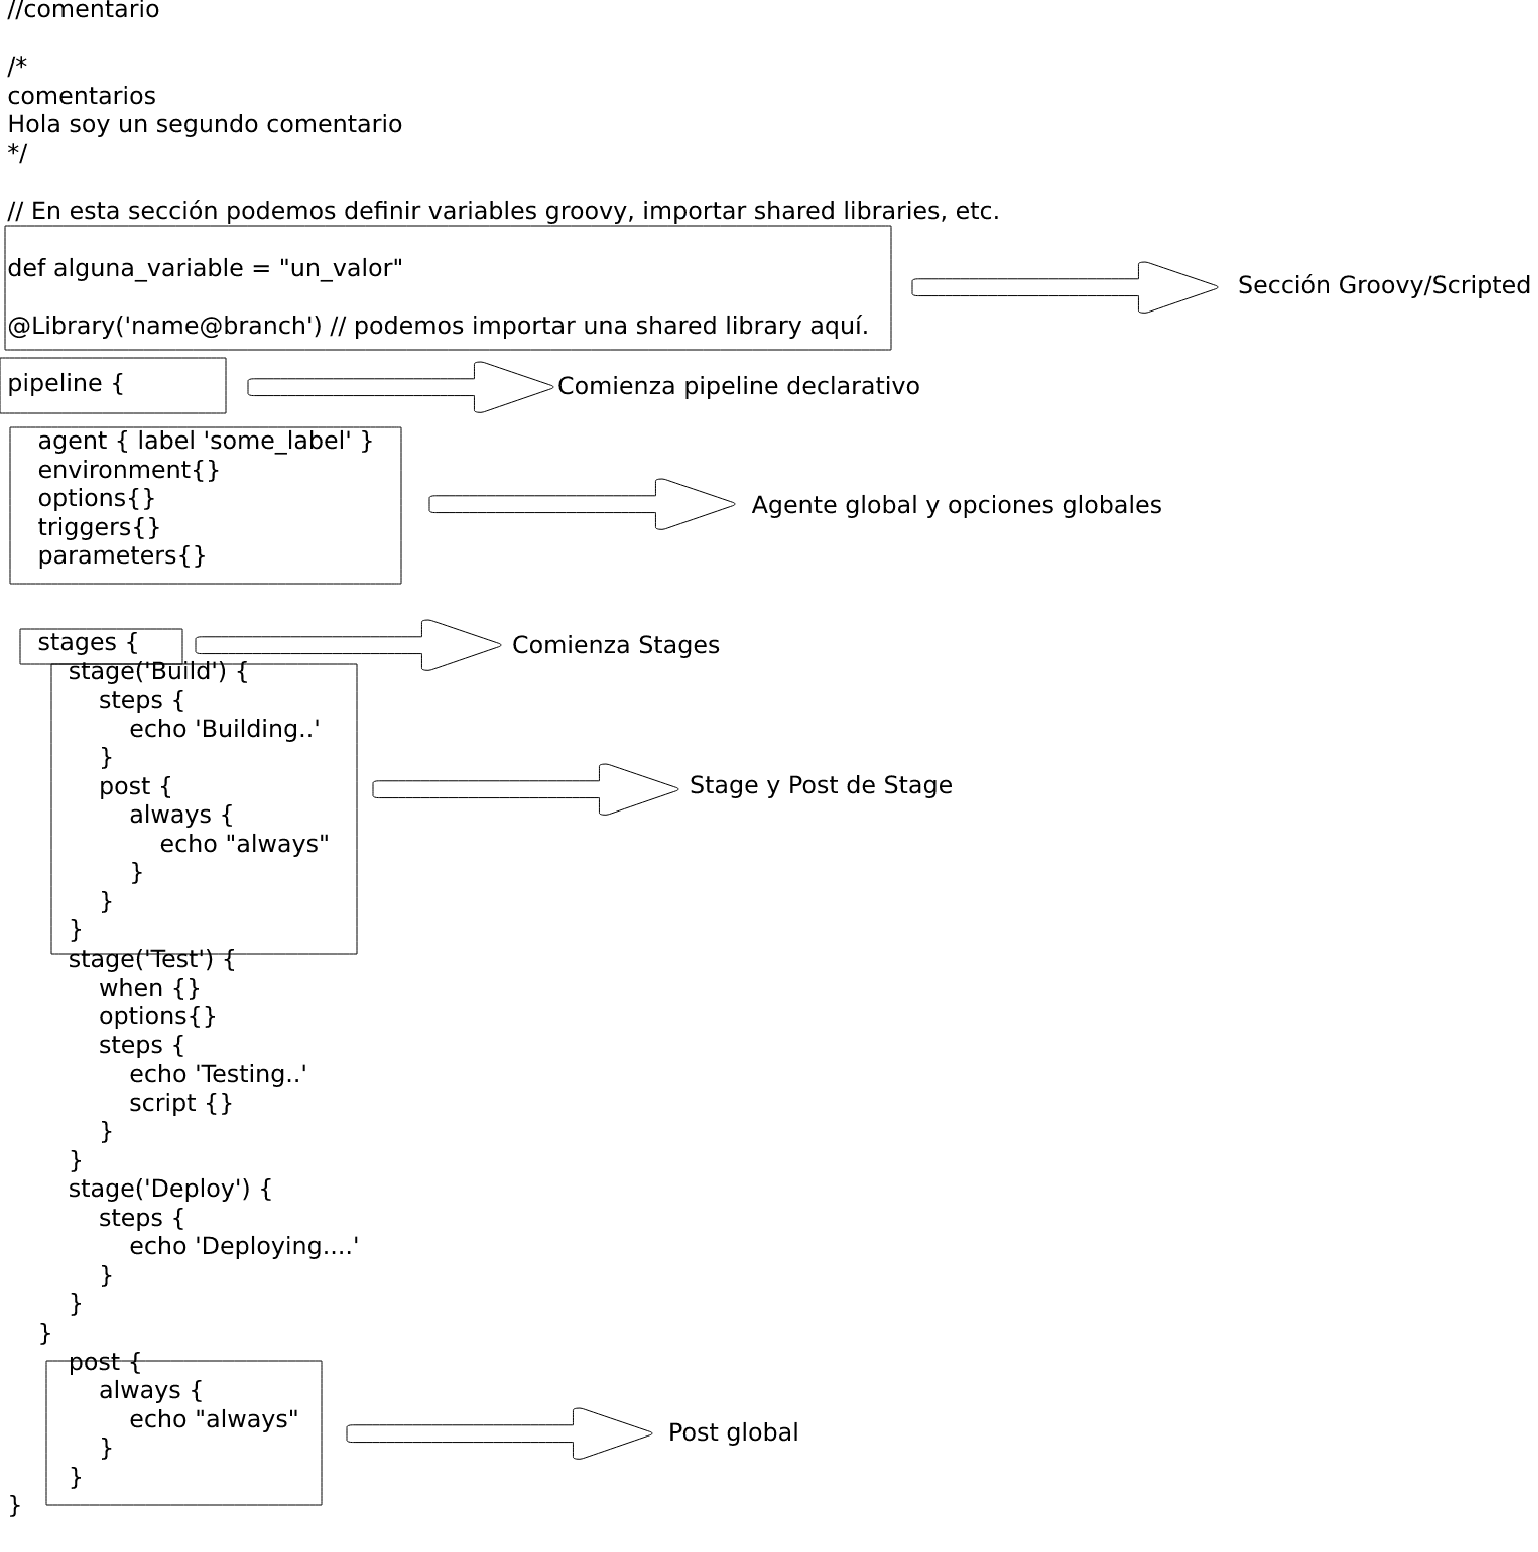 //comentario
/*
comentarios
Hola soy un segundo comentario
*/
// En esta sección podemos definir variables groovy, importar shared libraries, etc.
def alguna_variable = "un_valor"
Sección Groovy/Scripted
@Library('name@branch') // podemos importar una shared library aquí.
pipeline {
Comienza pipeline declarativo
agent { label 'some_label' }
environment{}
options{}
Agente global y opciones globales
triggers{}
parameters{}
stages {
Comienza Stages
stage('Build') {
steps {
echo 'Building..'
}
post {
Stage y Post de Stage
always {
echo "always"
}
}
}
stage('Test') {
when {}
options{}
steps {
echo 'Testing..'
script {}
}
}
stage('Deploy') {
steps {
echo 'Deploying....'
}
}
}
post {
always {
echo "always"
Post global
}
}
}